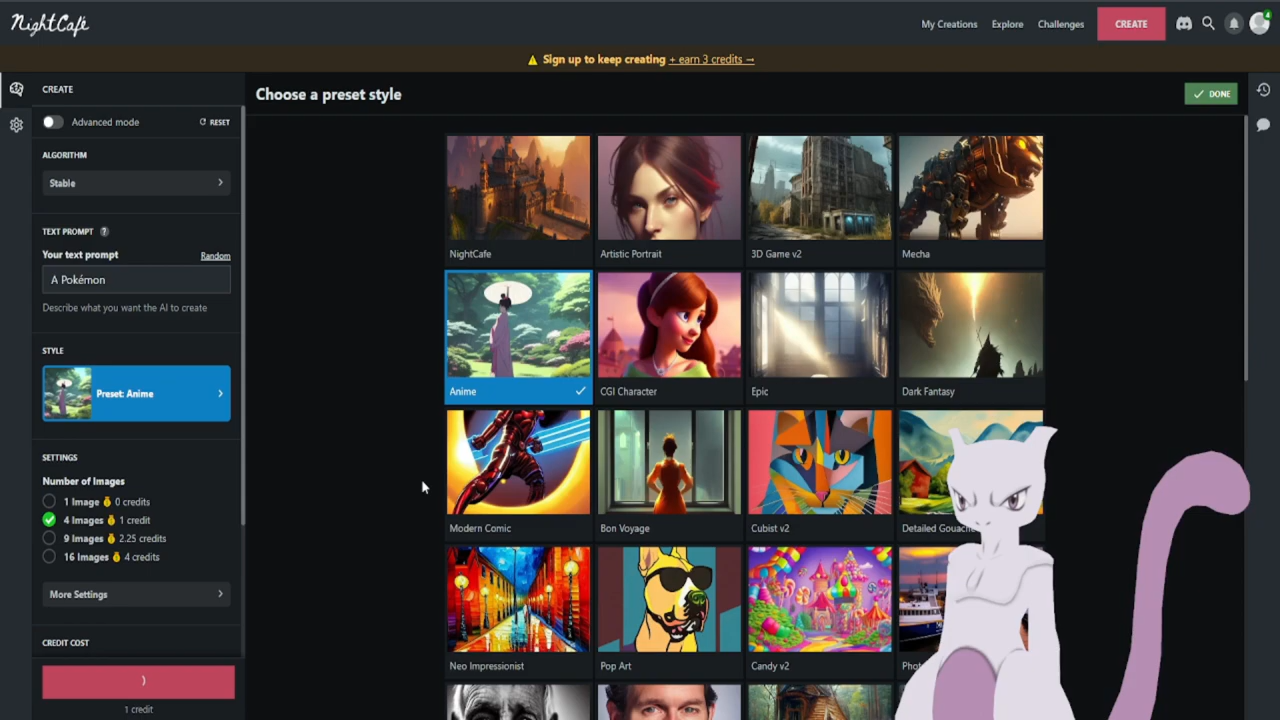 NightCafé
My Creations
Explore
Challenges
CREATE
4
Sign up to keep creating + earn 3 credits →
CREATE
Advanced mode
RESET
ALGORITHM
Stable
TEXT PROMPT ?
Your text prompt
Random
A Pokémon
Describe what you want the AI to create
STYLE
Preset: Anime
SETTINGS
Number of Images
1 Image 0 credits
4 Images 1 credit
9 Images 2.25 credits
16 Images 4 credits
More Settings
CREDIT COST
1 credit
Choose a preset style
DONE
NightCafe
Artistic Portrait
3D Game v2
Mecha
Anime
CGI Character
Epic
Dark Fantasy
Modern Comic
Bon Voyage
Cubist v2
Detailed Gouache
Neo Impressionist
Pop Art
Candy v2